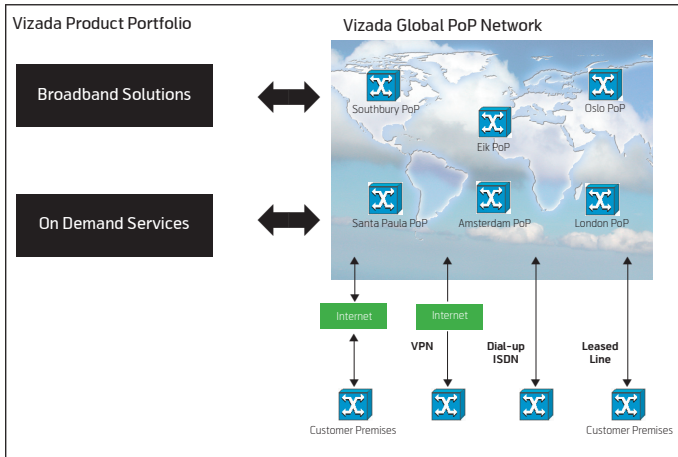 Vizada Product Portfolio
Vizada Global PoP Network
Broadband Solutions
Southbury PoP
Oslo PoP
Eik PoP
On Demand Services
Santa Paula PoP
Amsterdam PoP
London PoP
Internet
Internet
VPN
Dial-up
ISDN
Leased
Line
Customer Premises
Customer Premises